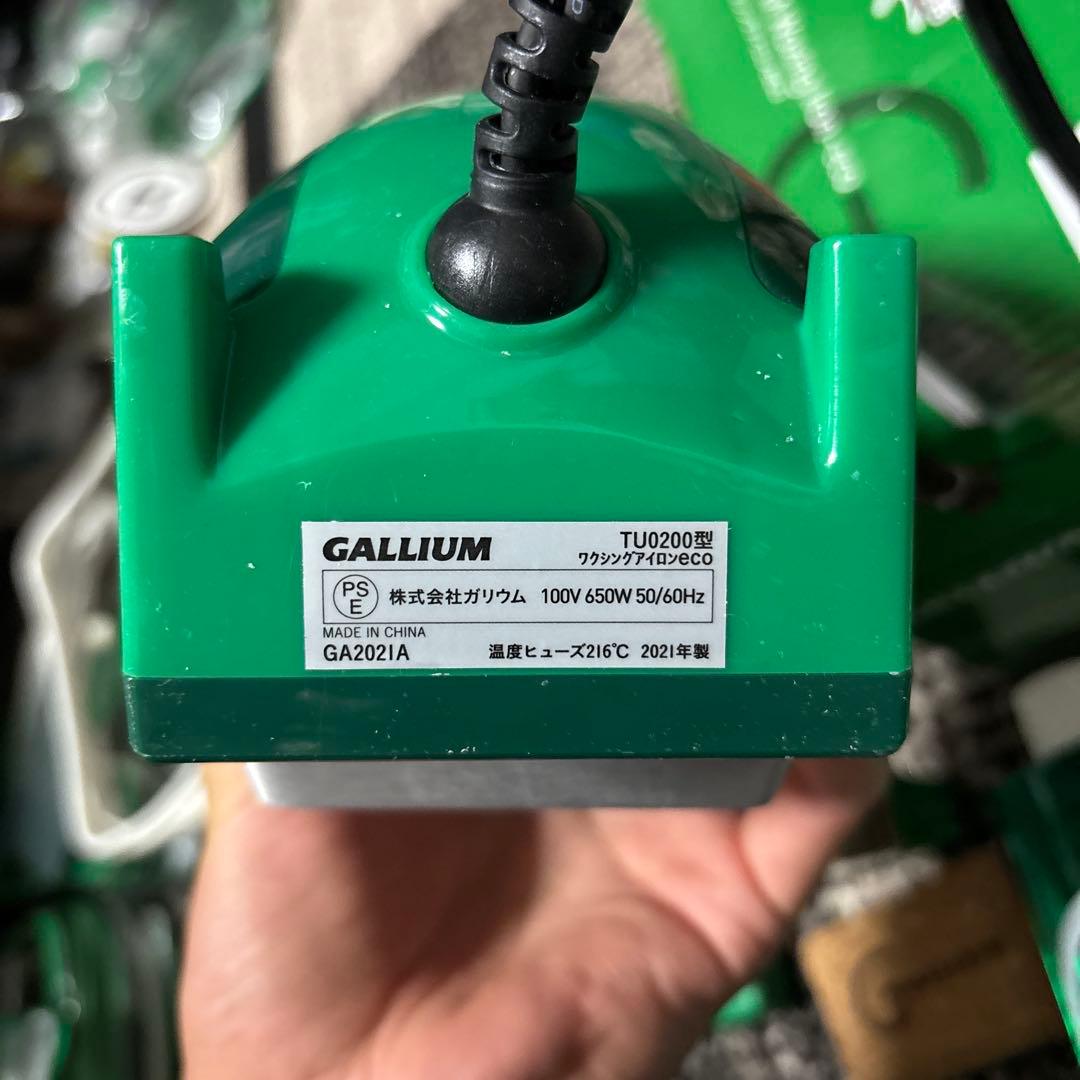 GALLIUM TU0200型
ワクシングアイロンeco
PS
E 株式会社ガリウム 100V 650W 50/60Hz
MADE IN CHINA
GA2021A 温度ヒューズ216℃ 2021年製